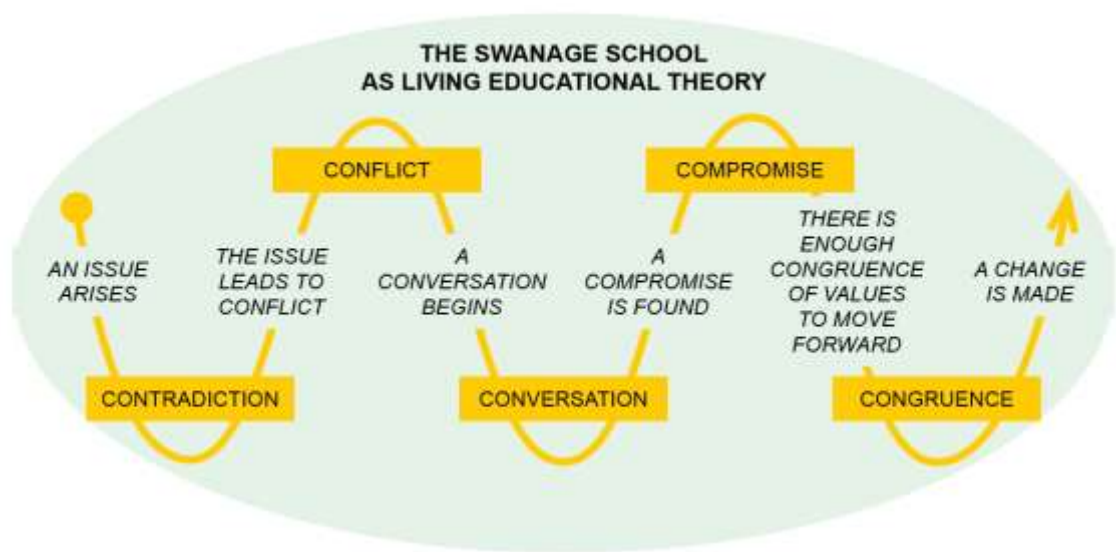 THE SWANAGE SCHOOL
AS LIVING EDUCATIONAL THEORY
AN ISSUE
ARISES
CONTRADICTION
THE ISSUE
LEADS TO
CONFLICT
CONFLICT
A
CONVERSATION
BEGINS
CONVERSATION
A
COMPROMISE
IS FOUND
COMPROMISE
THERE IS
ENOUGH
CONGRUENCE
OF VALUES
TO MOVE
FORWARD
CONGRUENCE
A CHANGE
IS MADE